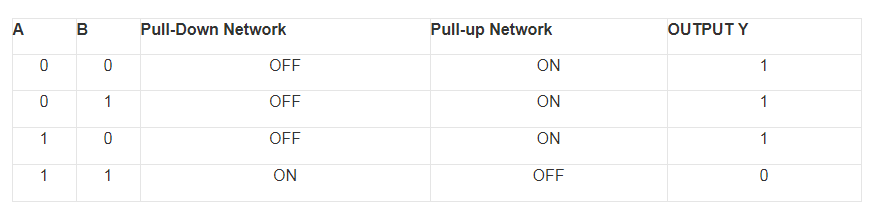 A B Pull-Down Network Pull-up Network OUTPUT Y
0 0 OFF ON 1
0 1 OFF ON 1
1 0 OFF ON 1
1 1 ON OFF 0